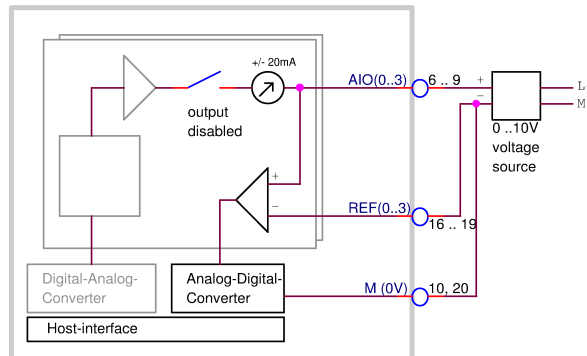 +/- 20mA
AIO(0..3)
6 .. 9
+
−
L
M
output
disabled
0 ..10V
voltage
source
+
−
REF(0..3)
16 .. 19
Digital-Analog-
Converter
Analog-Digital-
Converter
M (0V)
10, 20
Host-interface